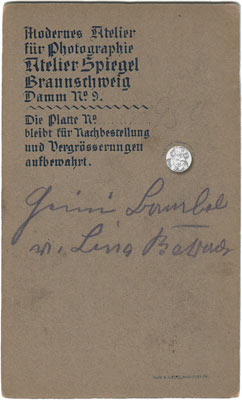 Modernes Atelier
für Photographie
Atelier Spiegel
Braunschweig
Damm Nº 9.
Die Platte Nº
bleibt für Nachbestellung
und Vergrösserungen
aufbewahrt.
v. Lina